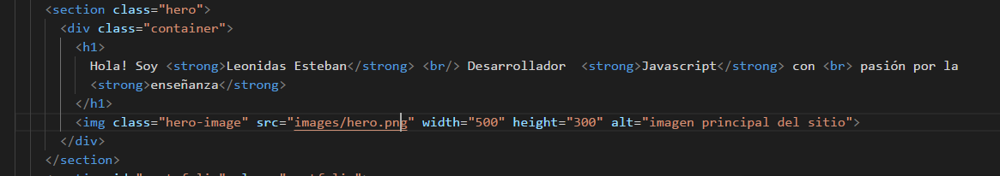 <section class="hero">
<div class="container">
<h1>
Hola! Soy <strong>Leonidas Esteban</strong> <br/> Desarrollador  <strong>Javascript</strong> con <br> pasión por la
<strong>enseñanza</strong>
</h1>
<img class="hero-image" src="images/hero.png" width="500" height="300" alt="imagen principal del sitio">
</div>
</section>